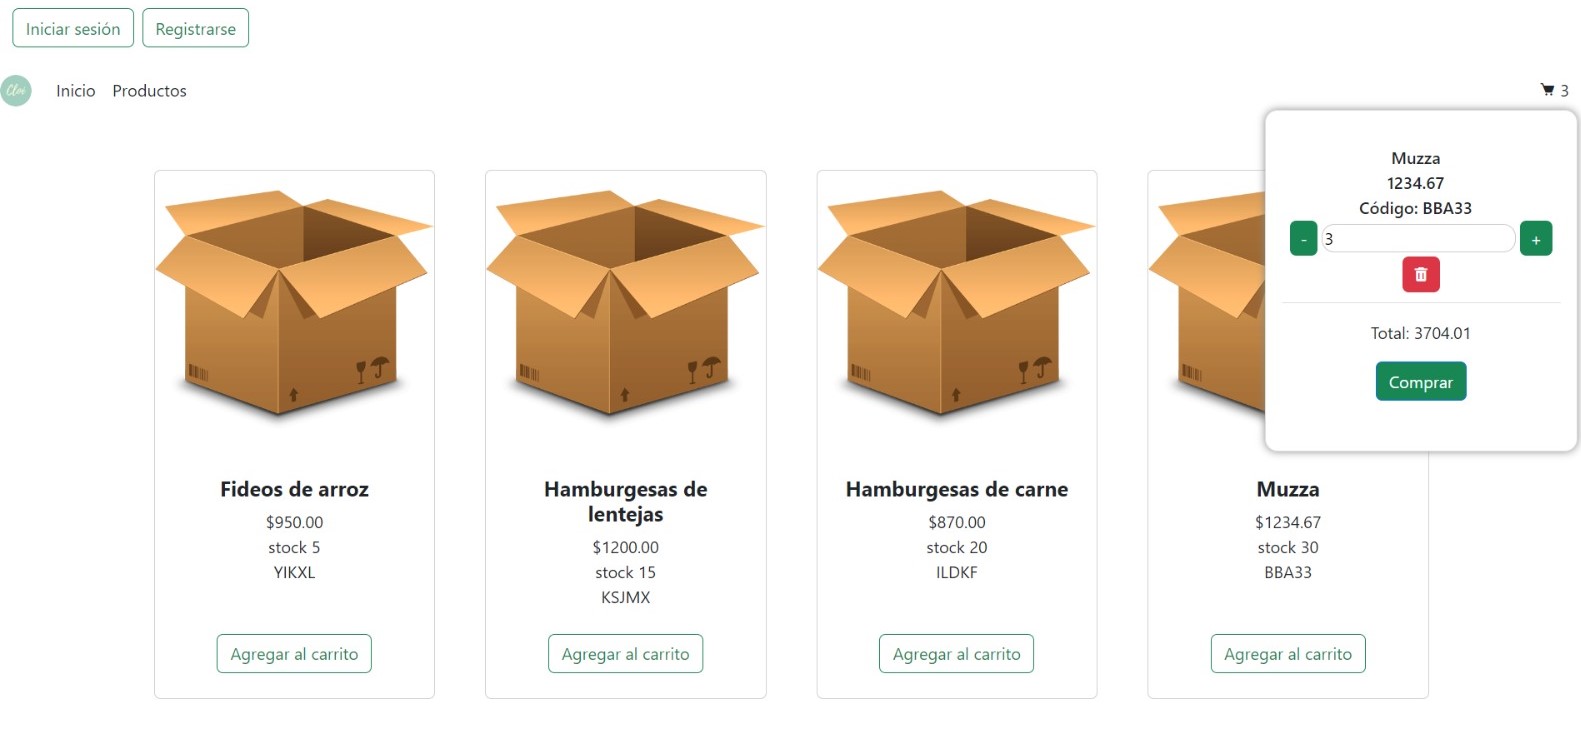 Iniciar sesión
Registrarse
Cloi
Inicio
Productos
3
Muzza
1234.67
Código: BBA33
-
3
+
Total: 3704.01
Comprar
Fideos de arroz
$950.00
stock 5
YIKXL
Agregar al carrito
Hamburgesas de
lentejas
$1200.00
stock 15
KSJMX
Agregar al carrito
Hamburgesas de carne
$870.00
stock 20
ILDKF
Agregar al carrito
Muzza
$1234.67
stock 30
BBA33
Agregar al carrito